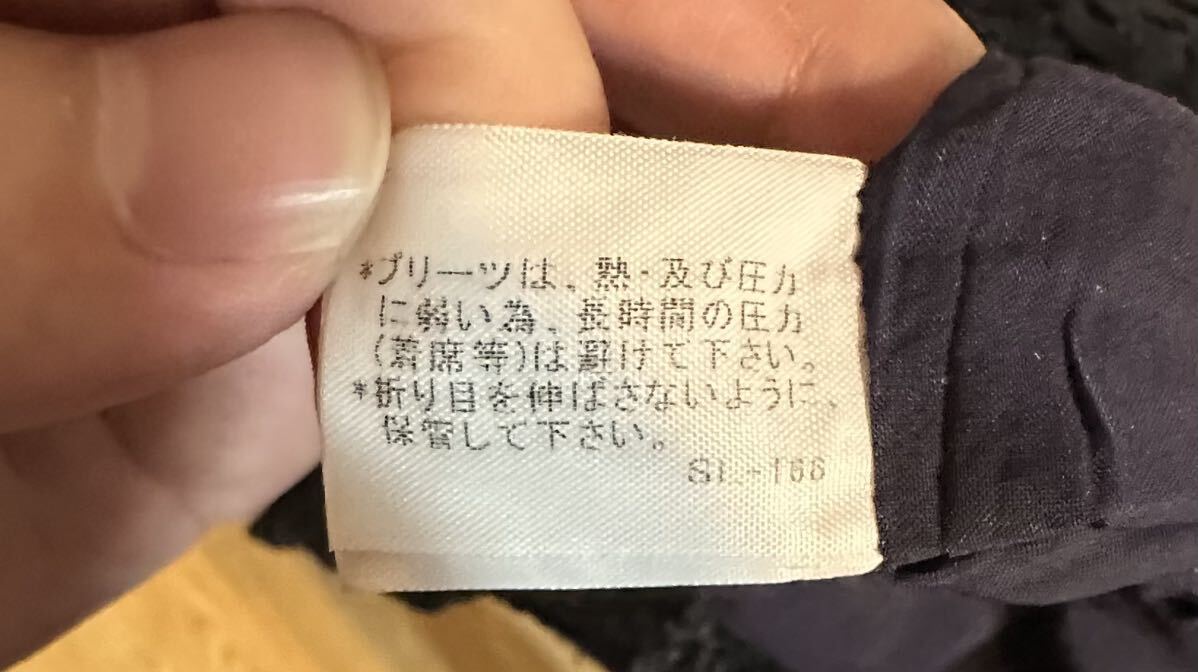 *プリーツは、熱・及び圧力
に弱い為、長時間の圧力
(着席等)は避けて下さい。
*折り目を伸ばさないように、
保管して下さい。
SL-166